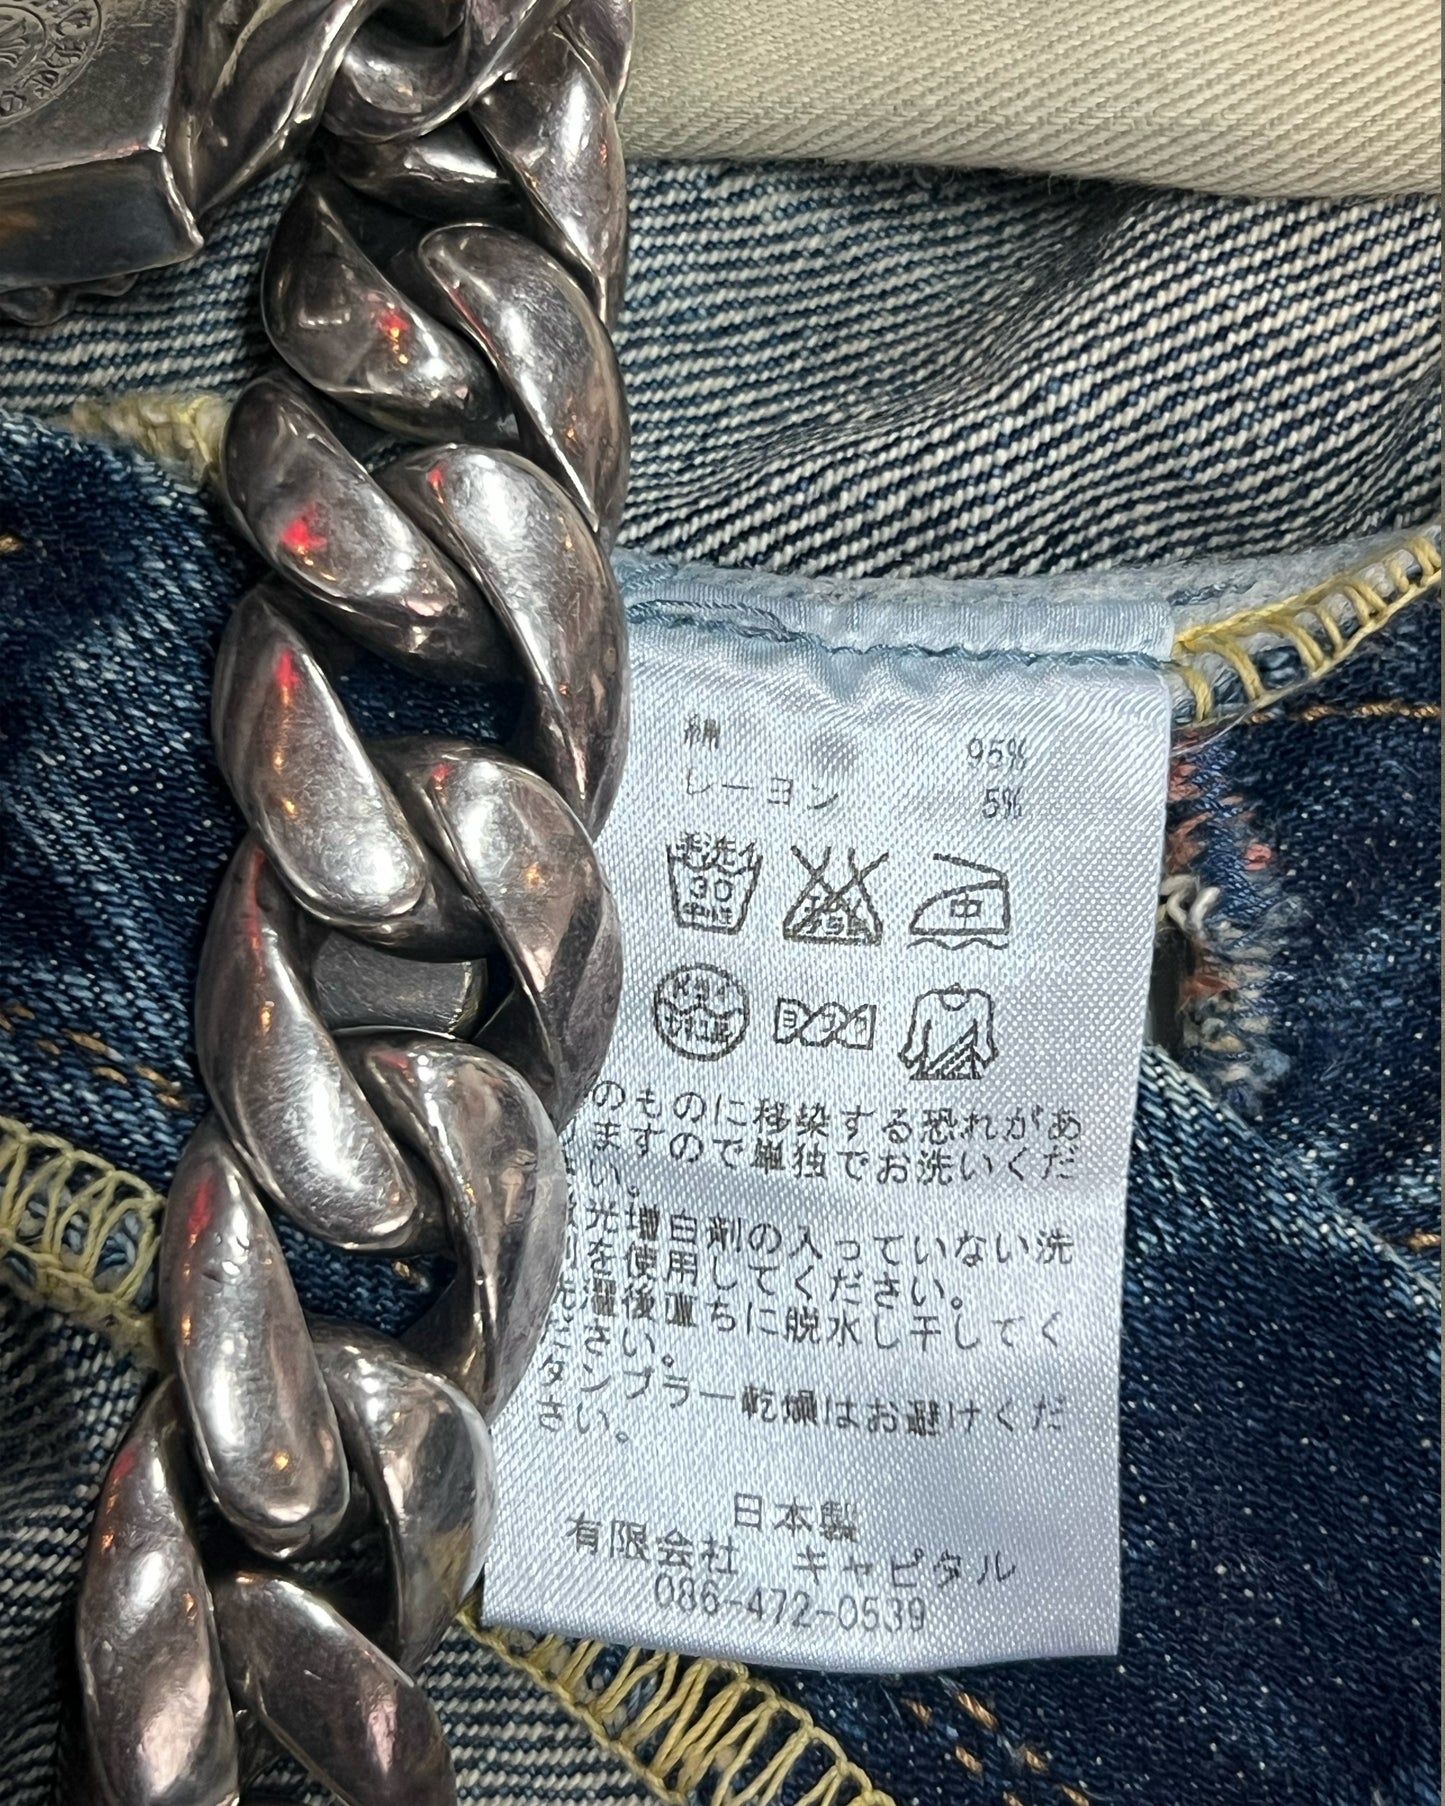 綿 95%
レーヨン 5%
30
中性
中
のものに移染する恐れがあ
りますので単独でお洗いくだ
さい。
光増白剤の入っていない洗
剤を使用してください。
洗濯後直ちに脱水し干してく
ださい。
タンブラー乾燥はお避けくだ
さい。
日本製
有限会社 キャピタル
086-472-0539